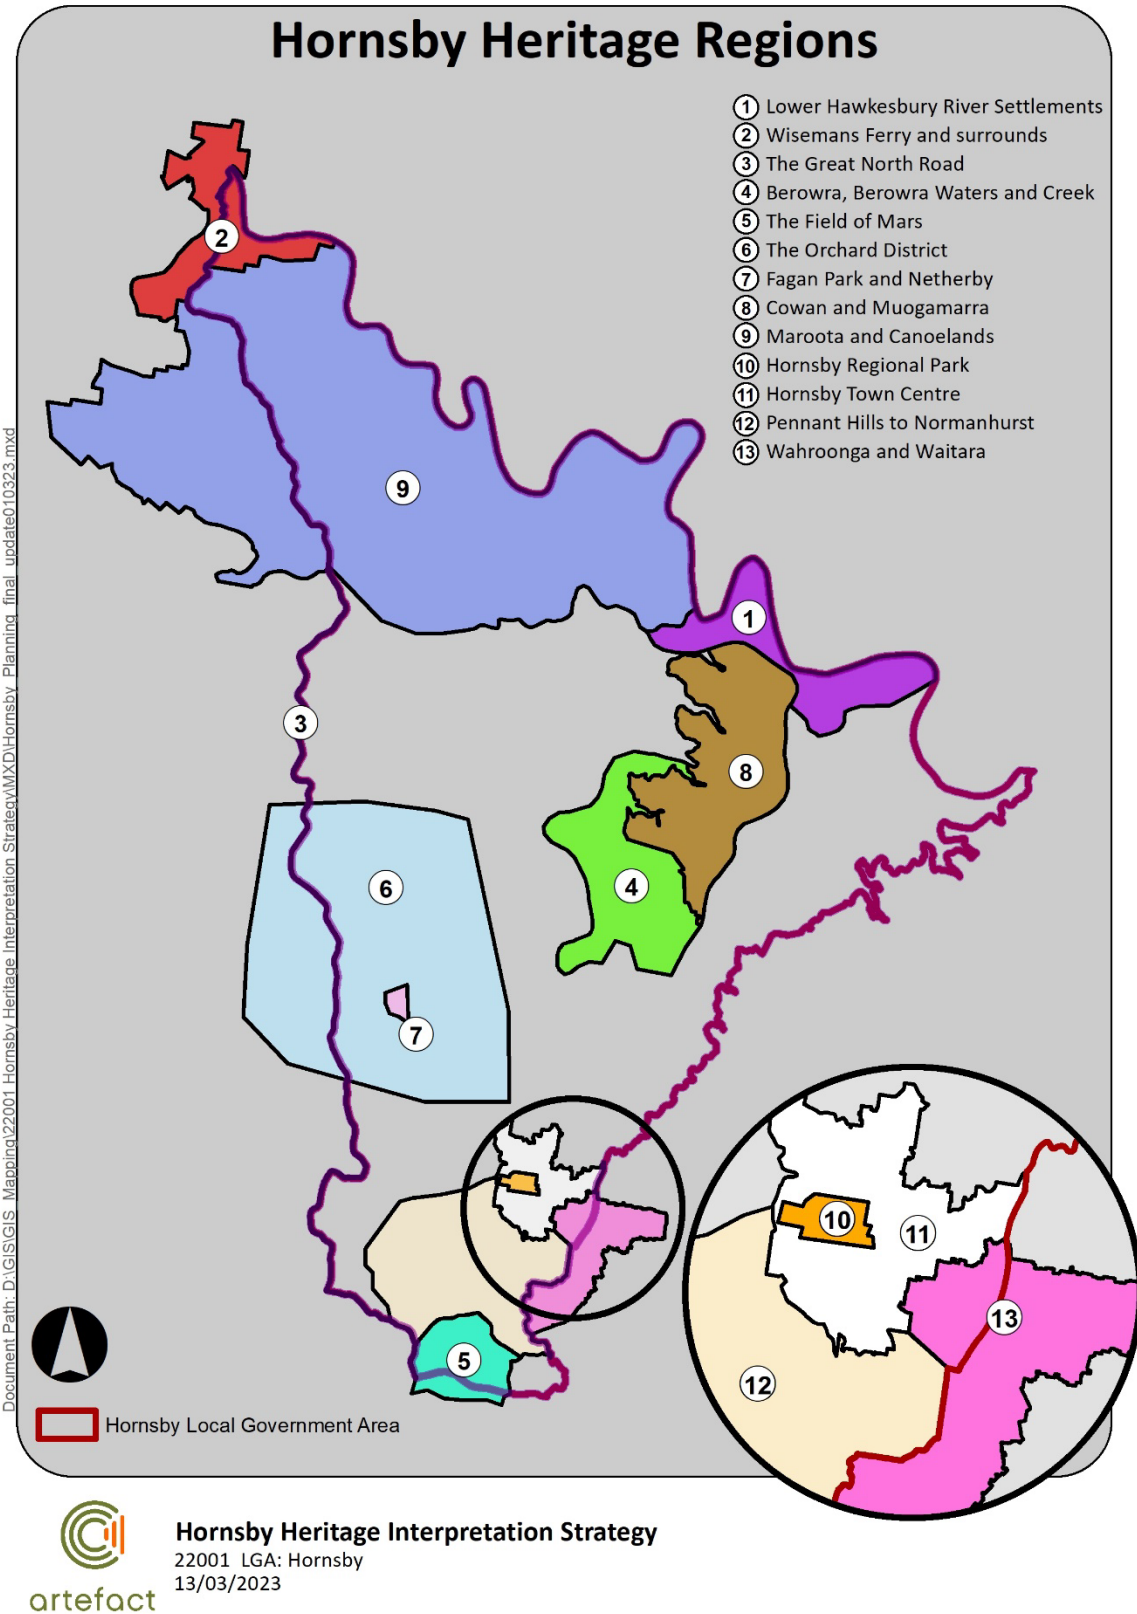 Hornsby Heritage Regions
1 Lower Hawkesbury River Settlements
2 Wisemans Ferry and surrounds
3 The Great North Road
4 Berowra, Berowra Waters and Creek
5 The Field of Mars
6 The Orchard District
7 Fagan Park and Netherby
8 Cowan and Muogamarra
9 Maroota and Canoelands
10 Hornsby Regional Park
11 Hornsby Town Centre
12 Pennant Hills to Normanhurst
13 Wahroonga and Waitara
2
9
1
3
8
6
4
7
10
11
13
5
12
Hornsby Local Government Area
Document Path: D:\GIS\GIS_Mapping\22001 Hornsby Heritage Interpretation Strategy\MXD\Hornsby_Planning_final_update010323.mxd
artefact
Hornsby Heritage Interpretation Strategy
22001 LGA: Hornsby
13/03/2023